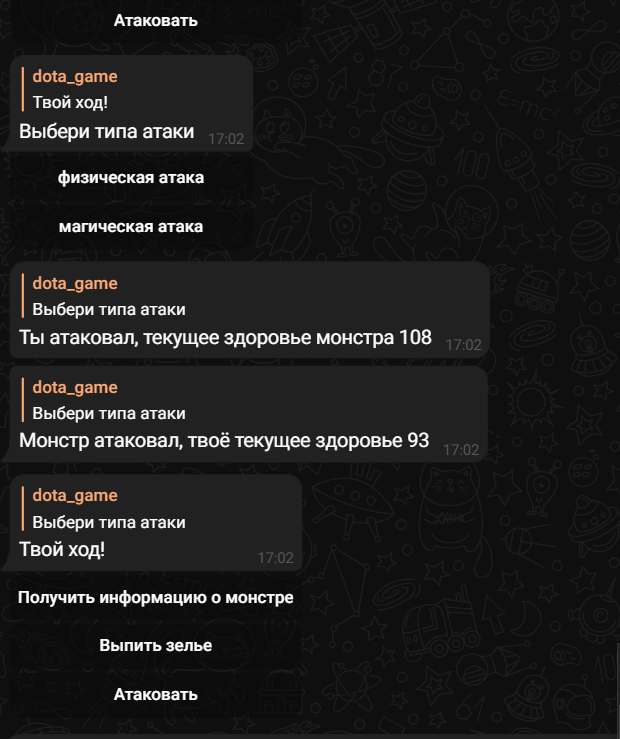 Атаковать
dota_game
Твой ход!
Выбери типа атаки 17:02
физическая атака
магическая атака
dota_game
Выбери типа атаки
Ты атаковал, текущее здоровье монстра 108 17:02
dota_game
Выбери типа атаки
Монстр атаковал, твоё текущее здоровье 93 17:02
dota_game
Выбери типа атаки
Твой ход! 17:02
Получить информацию о монстре
Выпить зелье
Атаковать